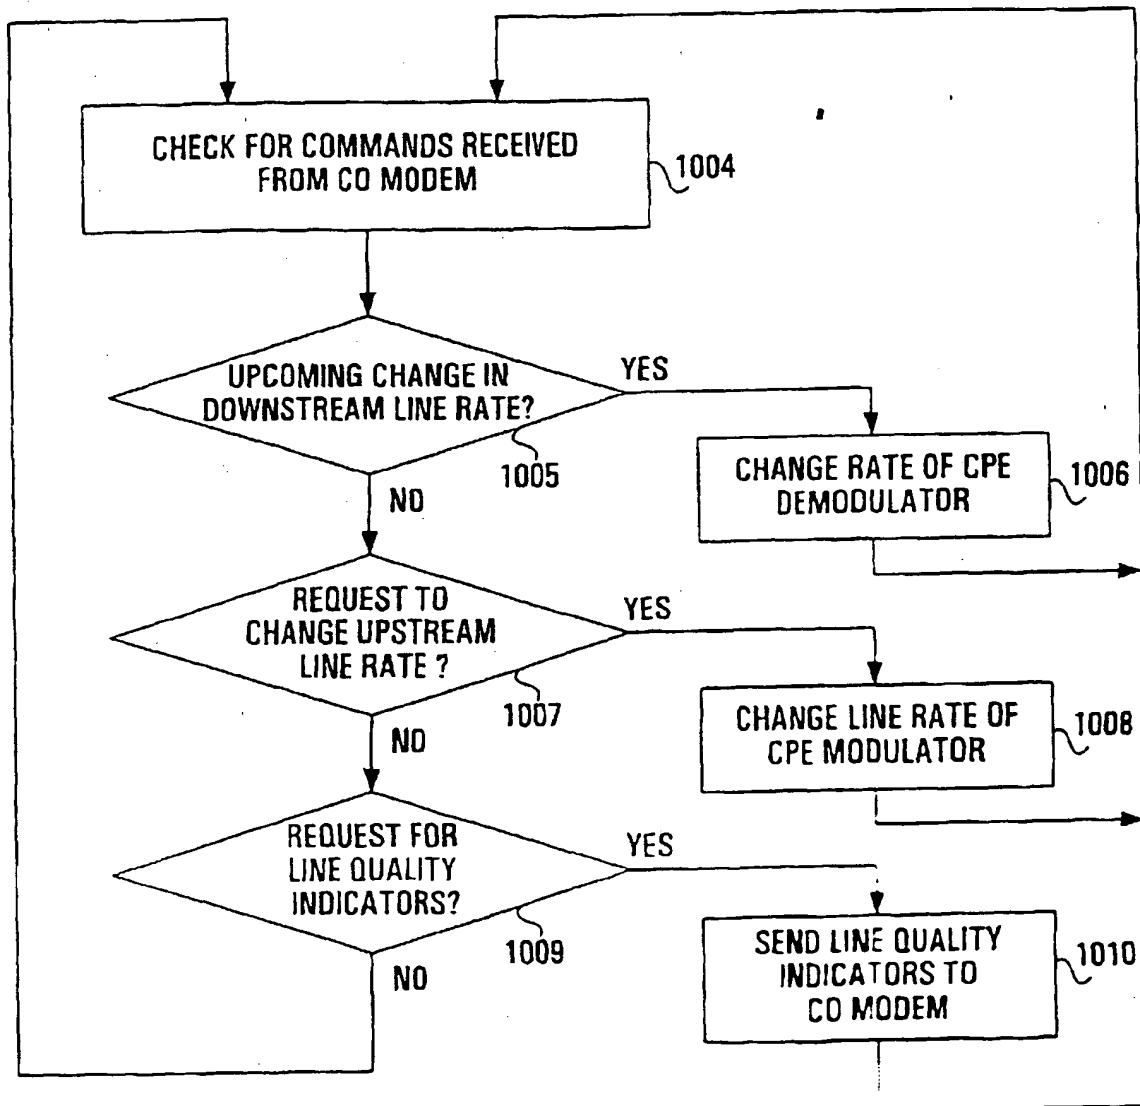 CHECK FOR COMMANDS RECEIVED
FROM CO MODEM
1004
UPCOMING CHANGE IN
DOWNSTREAM LINE RATE?
YES
1005
NO
CHANGE RATE OF CPE
DEMODULATOR
1006
REQUEST TO
CHANGE UPSTREAM
LINE RATE ?
YES
1007
NO
CHANGE LINE RATE OF
CPE MODULATOR
1008
REQUEST FOR
LINE QUALITY
INDICATORS?
YES
1009
NO
SEND LINE QUALITY
INDICATORS TO
CO MODEM
1010